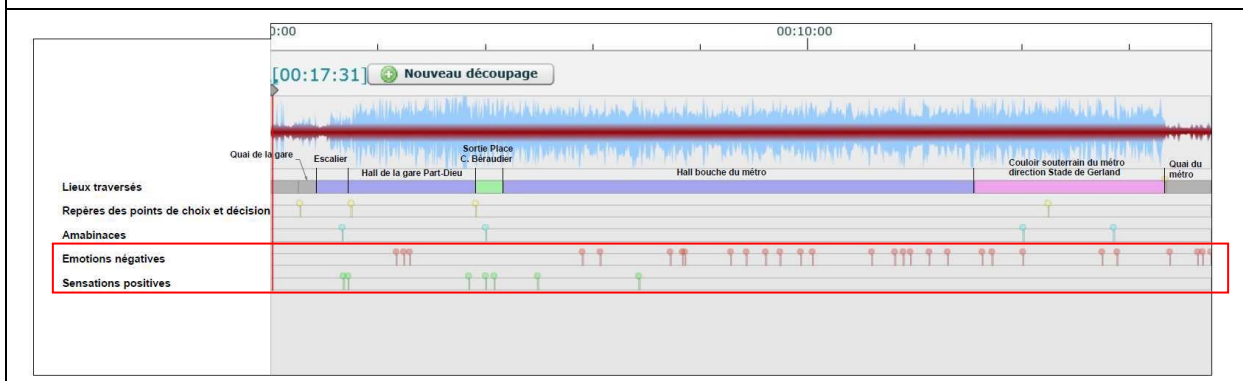 0:00 00:10:00
[00:17:31] Nouveau découpage
Quai de la gare
Escalier
Hall de la gare Part-Dieu
Sortie Place
C. Béraudier
Hall bouche du métro
Couloir souterrain du métro
direction Stade de Gerland
Quai du
métro
Lieux traversés
Repères des points de choix et décision
Amabinaces
Emotions négatives
Sensations positives